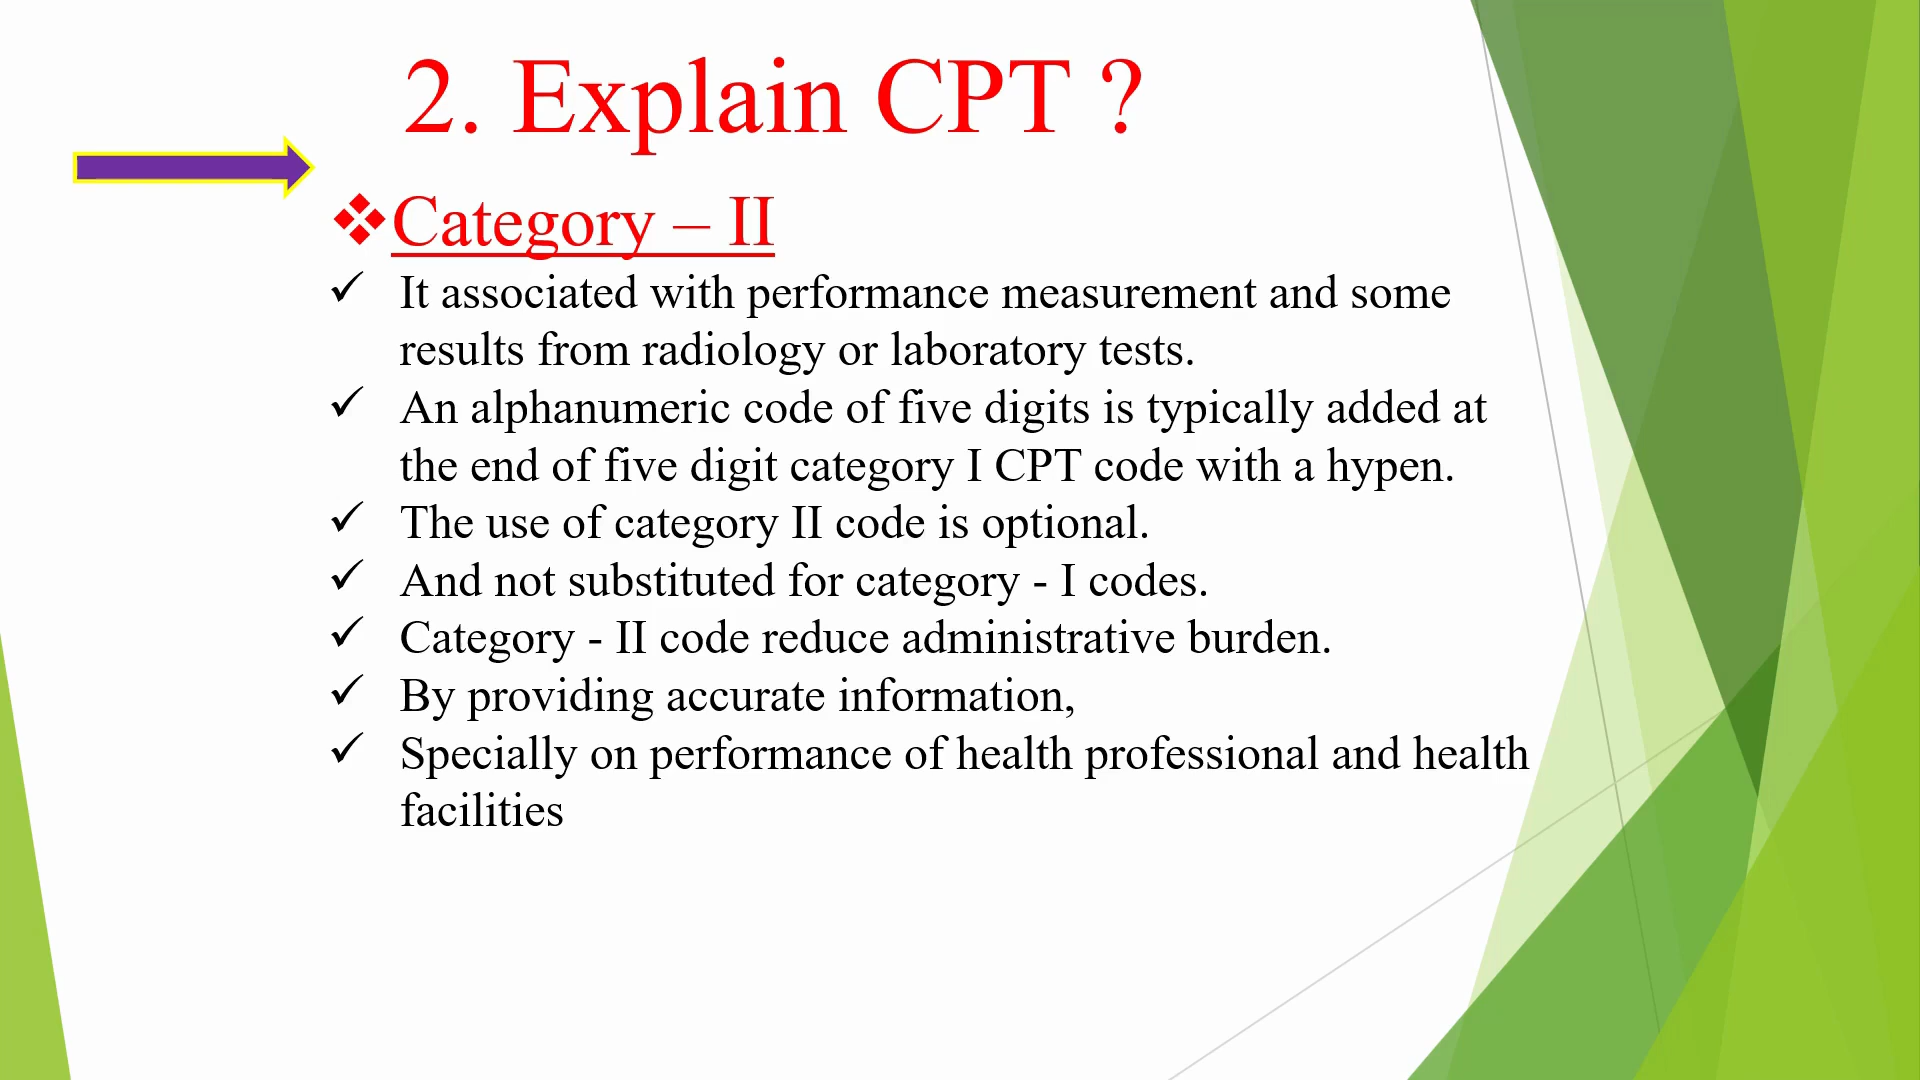 2. Explain CPT ?
❖Category – II
✓ It associated with performance measurement and some
results from radiology or laboratory tests.
✓ An alphanumeric code of five digits is typically added at
the end of five digit category I CPT code with a hypen.
✓ The use of category II code is optional.
✓ And not substituted for category - I codes.
✓ Category - II code reduce administrative burden.
✓ By providing accurate information,
✓ Specially on performance of health professional and health
facilities